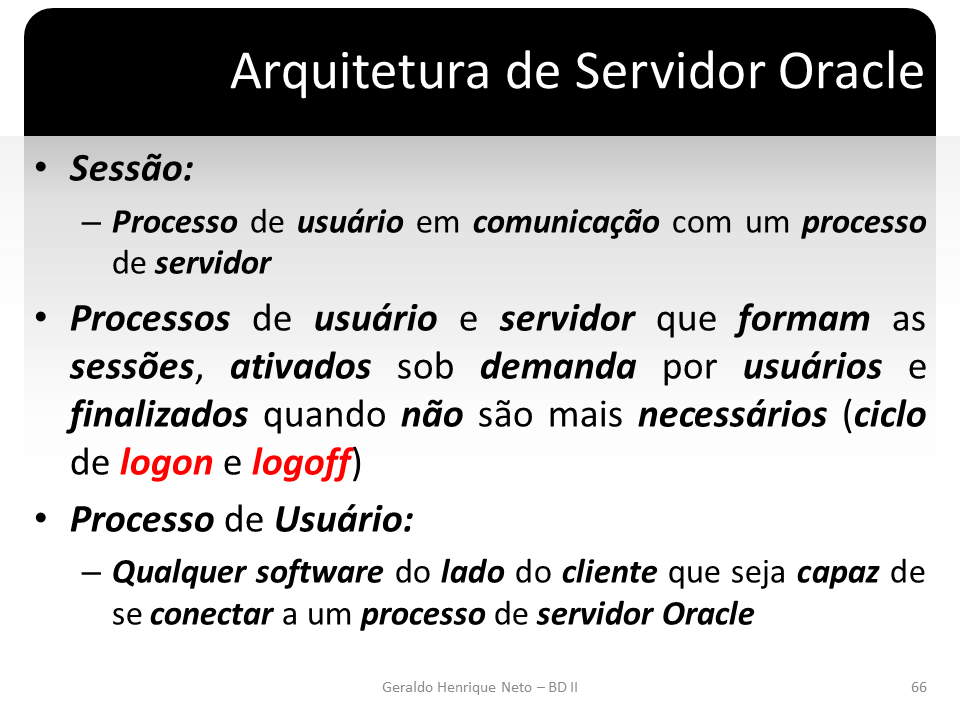 Arquitetura de Servidor Oracle
• Sessão:
– Processo de usuário em comunicação com um processo
de servidor
• Processos de usuário e servidor que formam as
sessões, ativados sob demanda por usuários e
finalizados quando não são mais necessários (ciclo
de logon e logoff)
• Processo de Usuário:
– Qualquer software do lado do cliente que seja capaz de
se conectar a um processo de servidor Oracle
Geraldo Henrique Neto – BD II
66